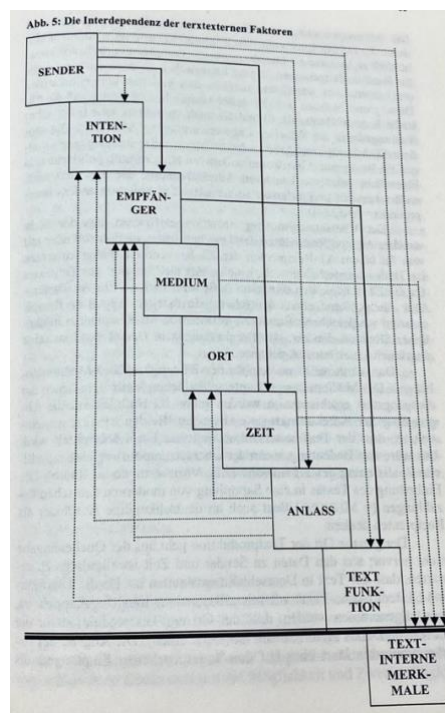 Abb. 5: Die Interdependenz der terxtexternen Faktoren
SENDER
INTEN-
TION
EMPFÄN-
GER
MEDIUM
ORT
ZEIT
ANLASS
TEXT
FUNK-
TION
TEXT-
INTERNE
MERK-
MALE